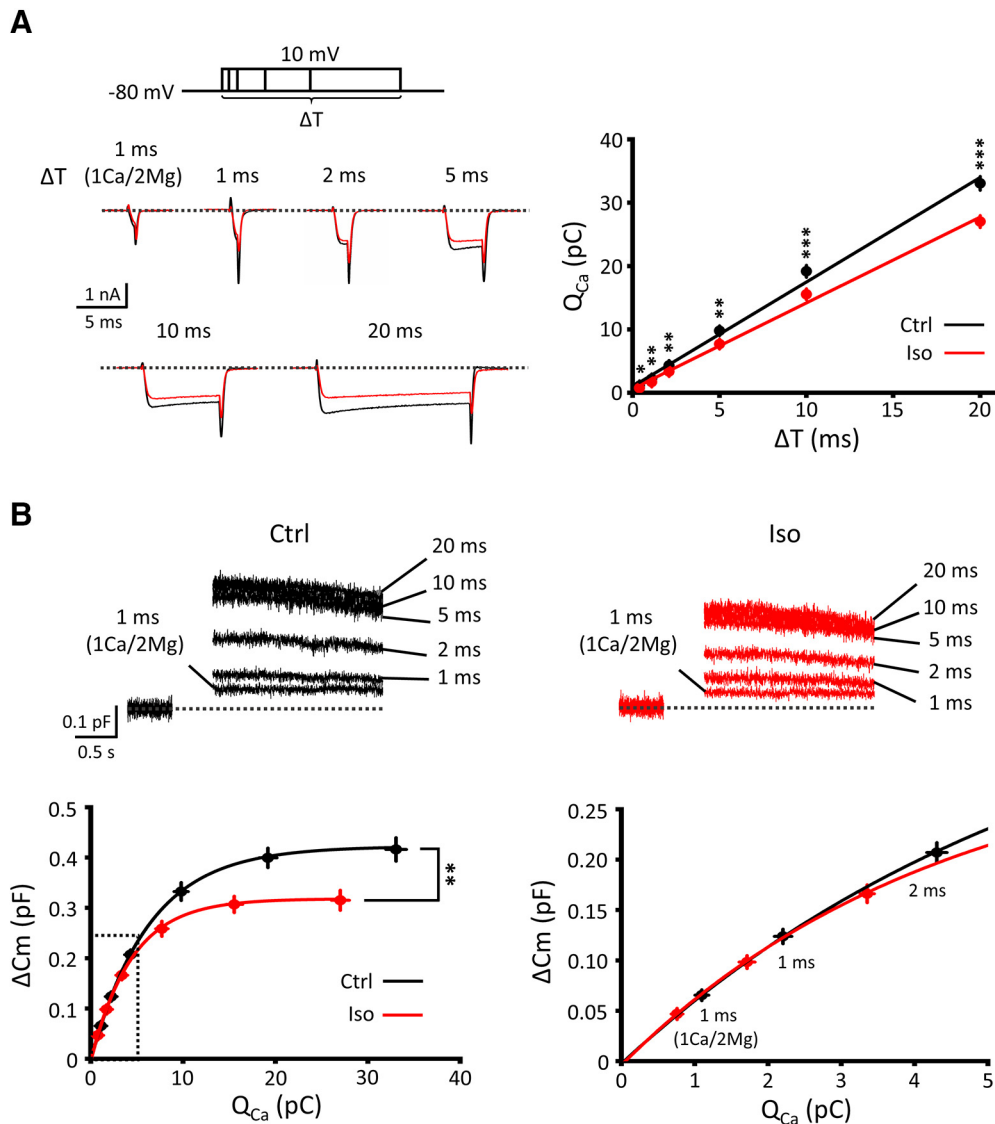 A
10 mV
-80 mV
ΔT
ΔT
1 ms
(1Ca/2Mg)
1 ms
2 ms
5 ms
1 nA
5 ms
10 ms
20 ms
40
30
20
10
0
Q_Ca (pC)
*
**
**
**
***
***
Ctrl
Iso
0 5 10 15 20
ΔT (ms)
B
Ctrl
20 ms
10 ms
5 ms
2 ms
1 ms
1 ms
(1Ca/2Mg)
0.1 pF
0.5 s
Iso
20 ms
10 ms
5 ms
2 ms
1 ms
1 ms
(1Ca/2Mg)
0.5
0.4
0.3
0.2
0.1
0
ΔCm (pF)
**
Ctrl
Iso
0 10 20 30 40
Q_Ca (pC)
0.25
0.20
0.15
0.10
0.05
0
ΔCm (pF)
2 ms
1 ms
1 ms
(1Ca/2Mg)
0 1 2 3 4 5
Q_Ca (pC)